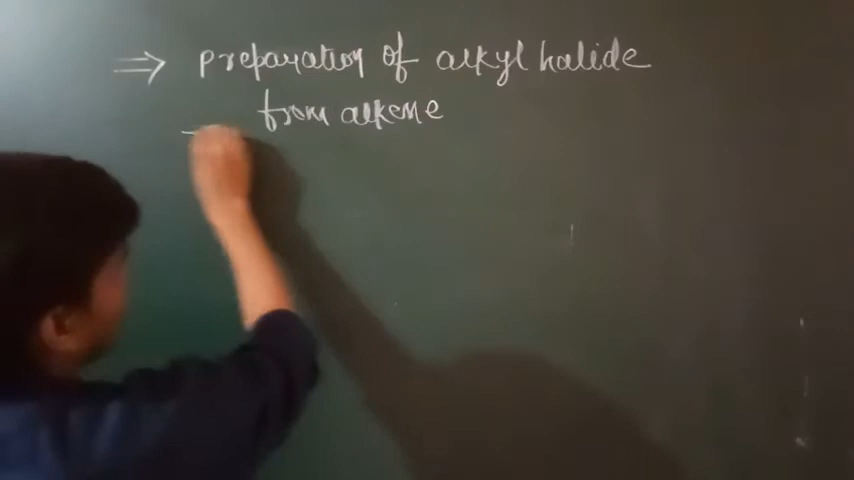 ⇒ preparation of alkyl halide
from alkene